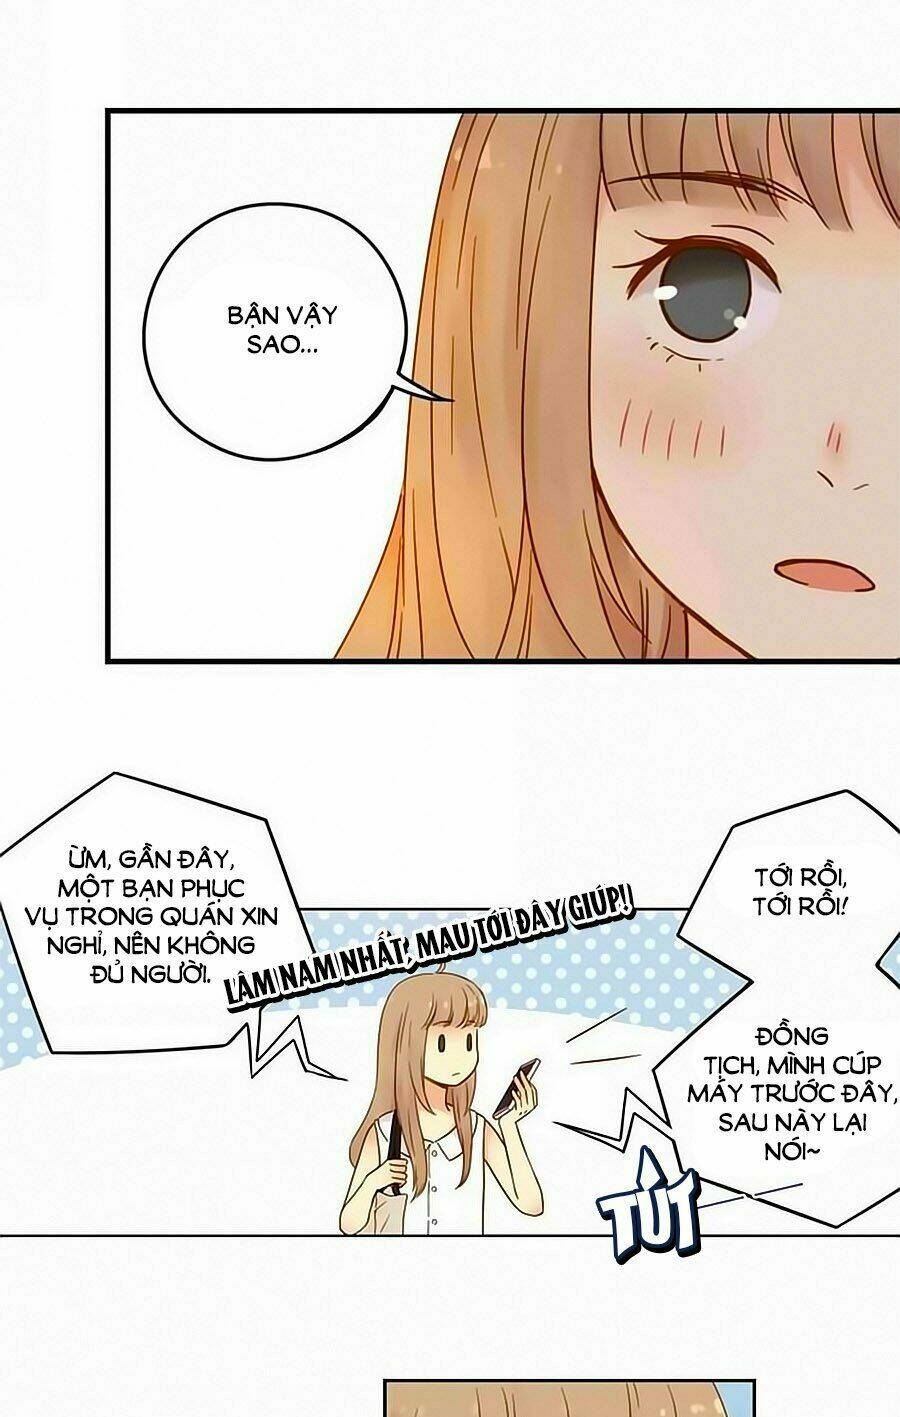 BẬN VẬY
SAO...
ỪM, GẦN ĐÂY,
MỘT BẠN PHỤC
VỤ TRONG QUÁN XIN
NGHỈ, NÊN KHÔNG
ĐỦ NGƯỜI.
LÂM NAM NHẤT, MAU TỚI ĐÂY GIÚP!
TỚI RỒI,
TỚI RỒI!
ĐỒNG
TỊCH, MÌNH CÚP
MÁY TRƯỚC ĐÂY,
SAU NÀY LẠI
NÓI~
TÚT